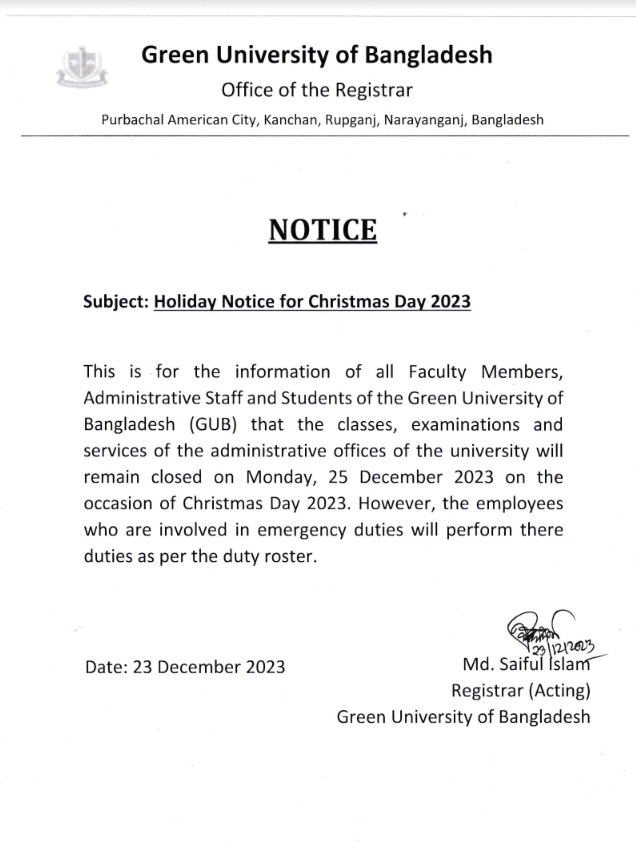 Green University of Bangladesh
Office of the Registrar
Purbachal American City, Kanchan, Rupganj, Narayanganj, Bangladesh
NOTICE
Subject: Holiday Notice for Christmas Day 2023
This is for the information of all Faculty Members,
Administrative Staff and Students of the Green University of
Bangladesh (GUB) that the classes, examinations and
services of the administrative offices of the university will
remain closed on Monday, 25 December 2023 on the
occasion of Christmas Day 2023. However, the employees
who are involved in emergency duties will perform there
duties as per the duty roster.
23/12/2023
Date: 23 December 2023
Md. Saiful Islam
Registrar (Acting)
Green University of Bangladesh